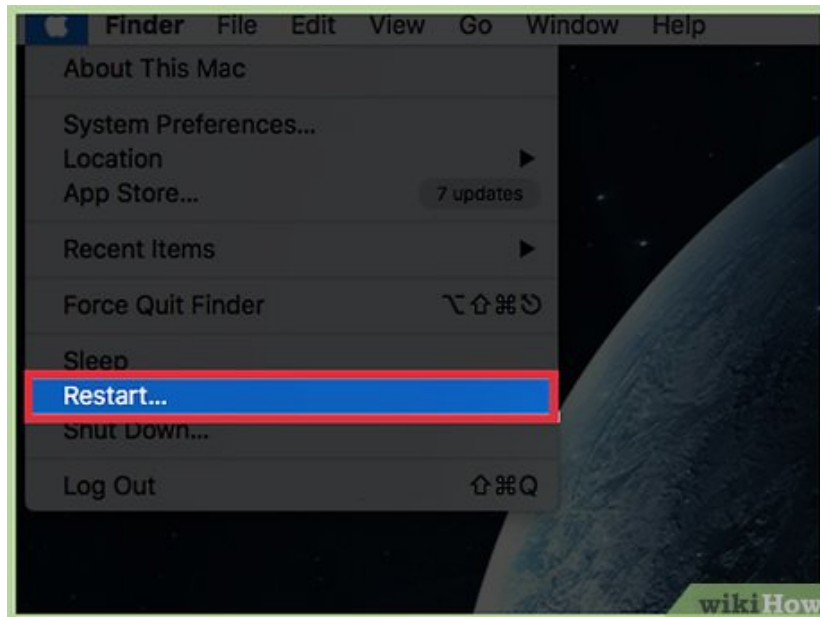 Finder File Edit View Go Window Help
About This Mac
System Preferences...
Location
App Store... 7 updates
Recent Items
Force Quit Finder ⌥⇧⌘⎋
Sleep
Restart...
Shut Down...
Log Out ⇧⌘Q
wikiHow